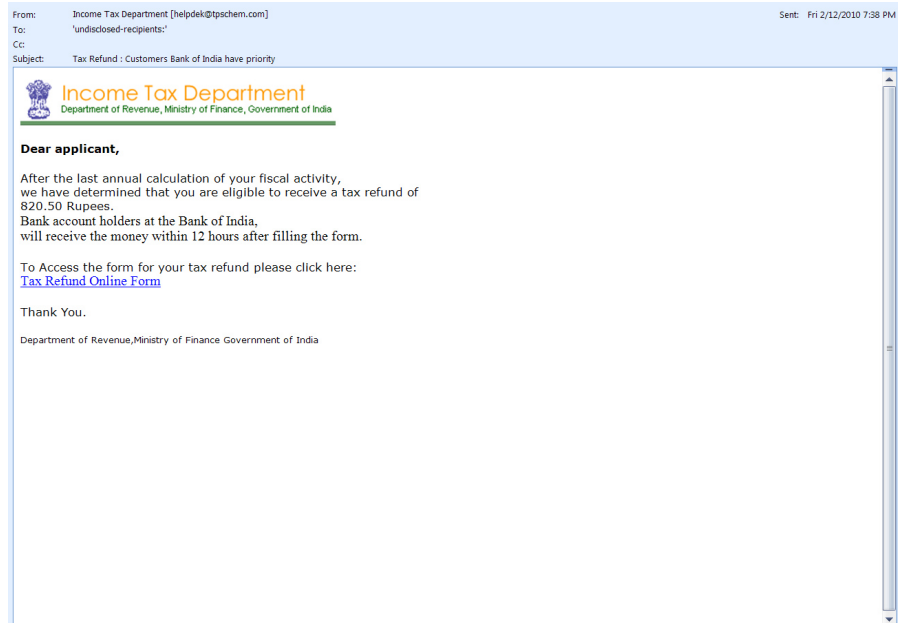 From: Income Tax Department [helpdek@tpschem.com] Sent: Fri 2/12/2010 7:38 PM
To: 'undisclosed-recipients:'
Cc:
Subject: Tax Refund : Customers Bank of India have priority
Income Tax Department
Department of Revenue, Ministry of Finance, Government of India
Dear applicant,
After the last annual calculation of your fiscal activity,
we have determined that you are eligible to receive a tax refund of
820.50 Rupees.
Bank account holders at the Bank of India,
will receive the money within 12 hours after filling the form.
To Access the form for your tax refund please click here:
Tax Refund Online Form
Thank You.
Department of Revenue,Ministry of Finance Government of India